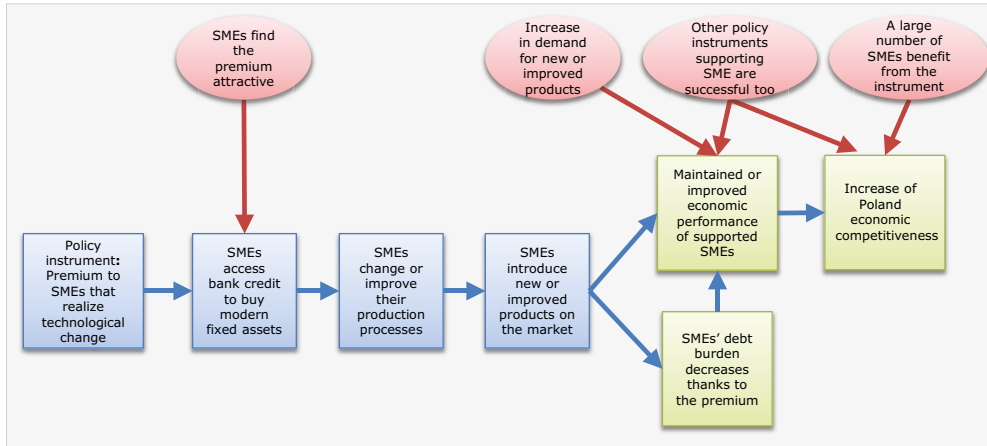 SMEs find
the
premium
attractive
Increase
in demand
for new or
improved
products
Other policy
instruments
supporting
SME are
successful too
A large
number of
SMEs benefit
from the
instrument
Policy
instrument:
Premium to
SMEs that
realize
technological
change
SMEs
access
bank credit
to buy
modern
fixed assets
SMEs
change or
improve
their
production
processes
SMEs
introduce
new or
improved
products on
the market
Maintained or
improved
economic
performance
of supported
SMEs
Increase of
Poland
economic
competitiveness
SMEs’ debt
burden
decreases
thanks to
the premium